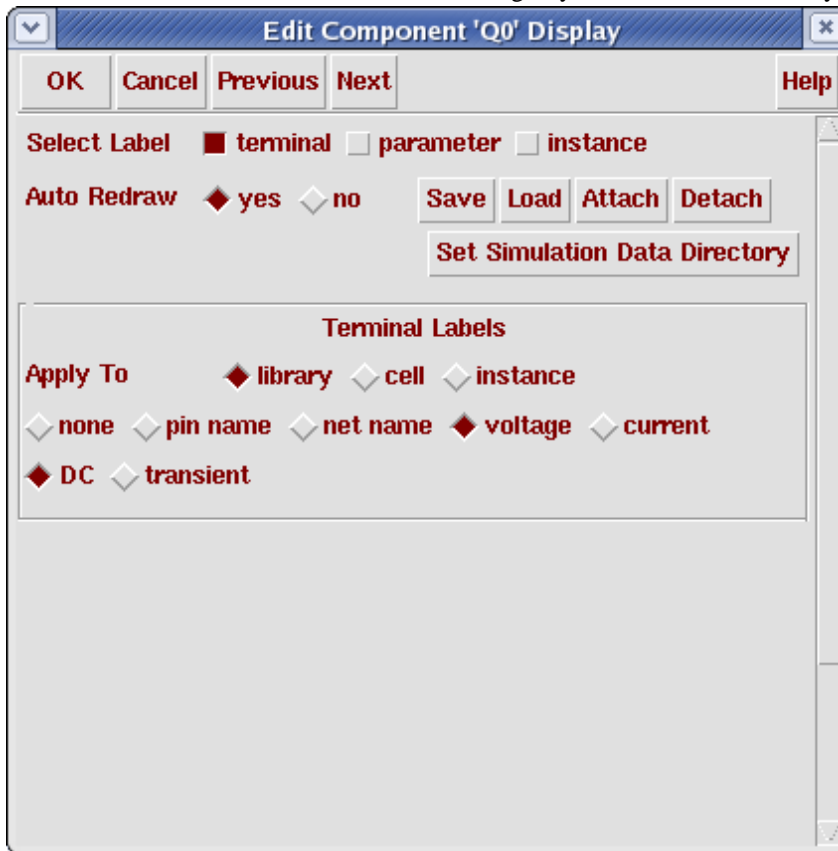 Edit Component 'Q0' Display
OK Cancel Previous Next Help
Select Label terminal parameter instance
Auto Redraw yes no Save Load Attach Detach
Set Simulation Data Directory
Terminal Labels
Apply To library cell instance
none pin name net name voltage current
DC transient